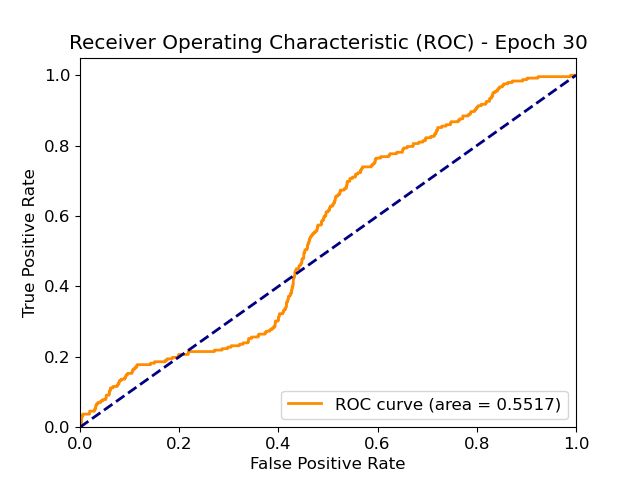 Receiver Operating Characteristic (ROC) - Epoch 30
True Positive Rate
1.0
0.8
0.6
0.4
0.2
0.0
ROC curve (area = 0.5517)
0.0 0.2 0.4 0.6 0.8 1.0
False Positive Rate